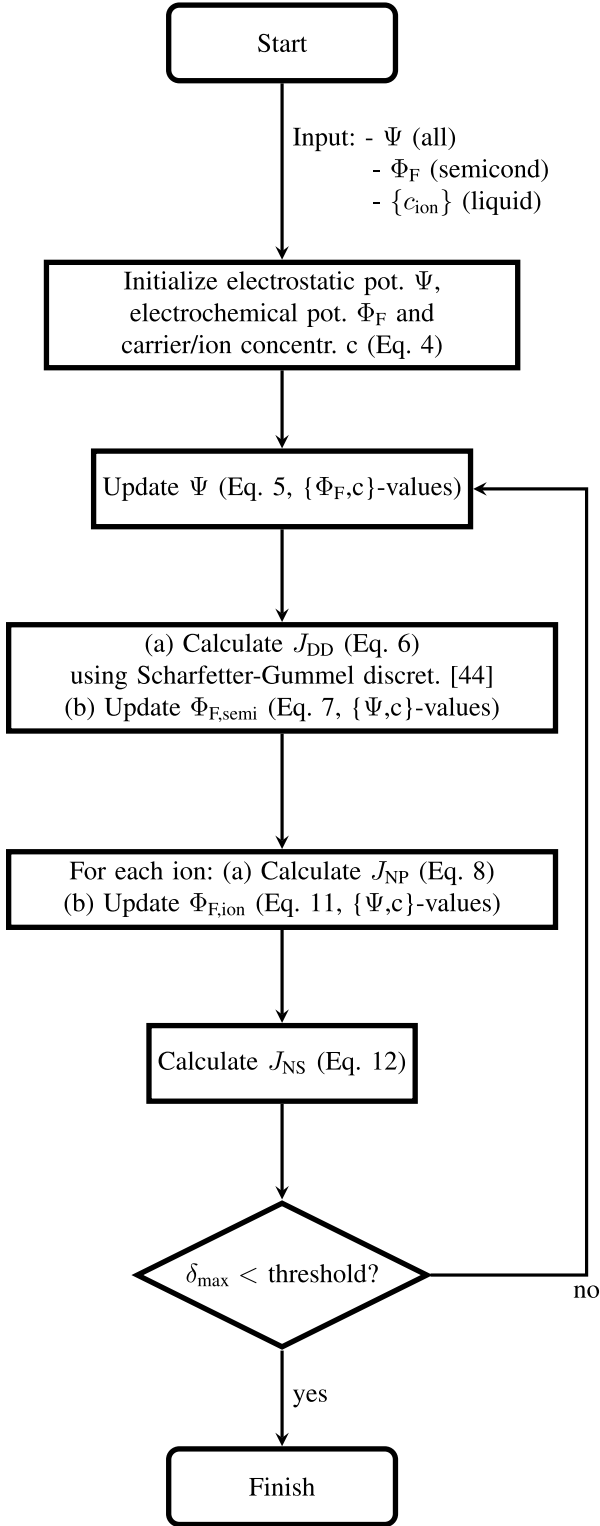 Start
Input: - Ψ (all)
- Φ_F (semicond)
- {c_ion} (liquid)
Initialize electrostatic pot. Ψ,
electrochemical pot. Φ_F and
carrier/ion concentr. c (Eq. 4)
Update Ψ (Eq. 5, {Φ_F,c}-values)
(a) Calculate J_DD (Eq. 6)
using Scharfetter-Gummel discret. [44]
(b) Update Φ_F,semi (Eq. 7, {Ψ,c}-values)
For each ion: (a) Calculate J_NP (Eq. 8)
(b) Update Φ_F,ion (Eq. 11, {Ψ,c}-values)
Calculate J_NS (Eq. 12)
δ_max < threshold?
no
yes
Finish